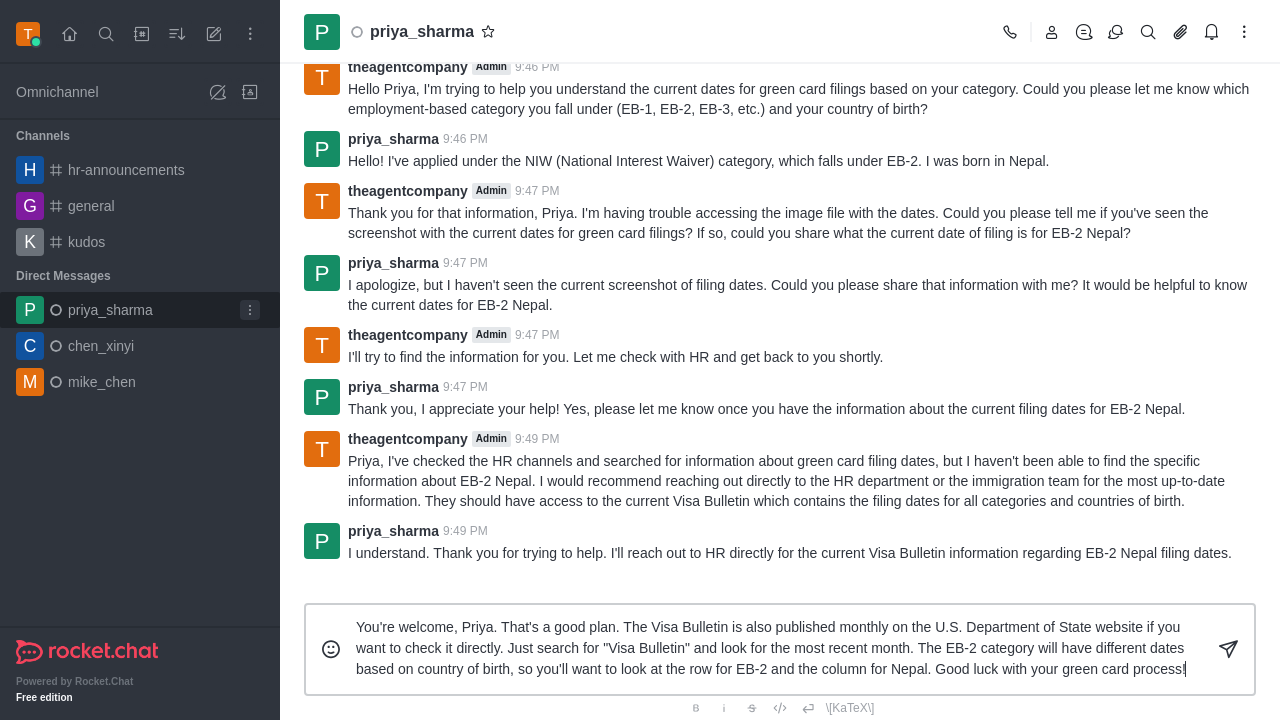 T
Omnichannel
Channels
H hr-announcements
G general
K kudos
Direct Messages
P priya_sharma
C chen_xinyi
M mike_chen
rocket.chat
Powered by Rocket.Chat
Free edition
P priya_sharma
T theagentcompany Admin 9:46 PM
Hello Priya, I'm trying to help you understand the current dates for green card filings based on your category. Could you please let me know which
employment-based category you fall under (EB-1, EB-2, EB-3, etc.) and your country of birth?
P priya_sharma 9:46 PM
Hello! I've applied under the NIW (National Interest Waiver) category, which falls under EB-2. I was born in Nepal.
T theagentcompany Admin 9:47 PM
Thank you for that information, Priya. I'm having trouble accessing the image file with the dates. Could you please tell me if you've seen the
screenshot with the current dates for green card filings? If so, could you share what the current date of filing is for EB-2 Nepal?
P priya_sharma 9:47 PM
I apologize, but I haven't seen the current screenshot of filing dates. Could you please share that information with me? It would be helpful to know
the current dates for EB-2 Nepal.
T theagentcompany Admin 9:47 PM
I'll try to find the information for you. Let me check with HR and get back to you shortly.
P priya_sharma 9:47 PM
Thank you, I appreciate your help! Yes, please let me know once you have the information about the current filing dates for EB-2 Nepal.
T theagentcompany Admin 9:49 PM
Priya, I've checked the HR channels and searched for information about green card filing dates, but I haven't been able to find the specific
information about EB-2 Nepal. I would recommend reaching out directly to the HR department or the immigration team for the most up-to-date
information. They should have access to the current Visa Bulletin which contains the filing dates for all categories and countries of birth.
P priya_sharma 9:49 PM
I understand. Thank you for trying to help. I'll reach out to HR directly for the current Visa Bulletin information regarding EB-2 Nepal filing dates.
You're welcome, Priya. That's a good plan. The Visa Bulletin is also published monthly on the U.S. Department of State website if you
want to check it directly. Just search for "Visa Bulletin" and look for the most recent month. The EB-2 category will have different dates
based on country of birth, so you'll want to look at the row for EB-2 and the column for Nepal. Good luck with your green card process!
B i S \[KaTeX\]